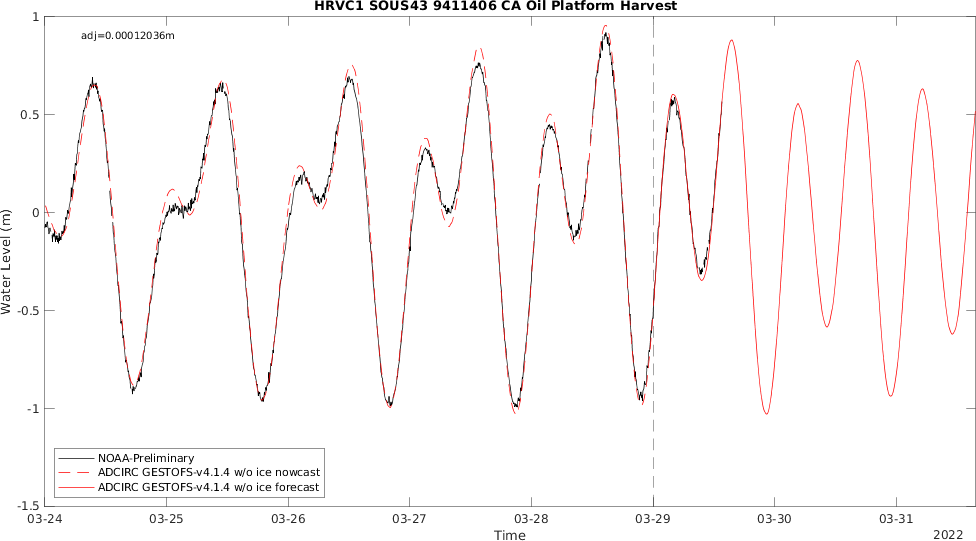 HRVC1 SOUS43 9411406 CA Oil Platform Harvest
adj=0.00012036m
1
0.5
0
-0.5
-1
-1.5
Water Level (m)
NOAA-Preliminary
ADCIRC GESTOFS-v4.1.4 w/o ice nowcast
ADCIRC GESTOFS-v4.1.4 w/o ice forecast
03-24 03-25 03-26 03-27 03-28 03-29 03-30 03-31
Time
2022